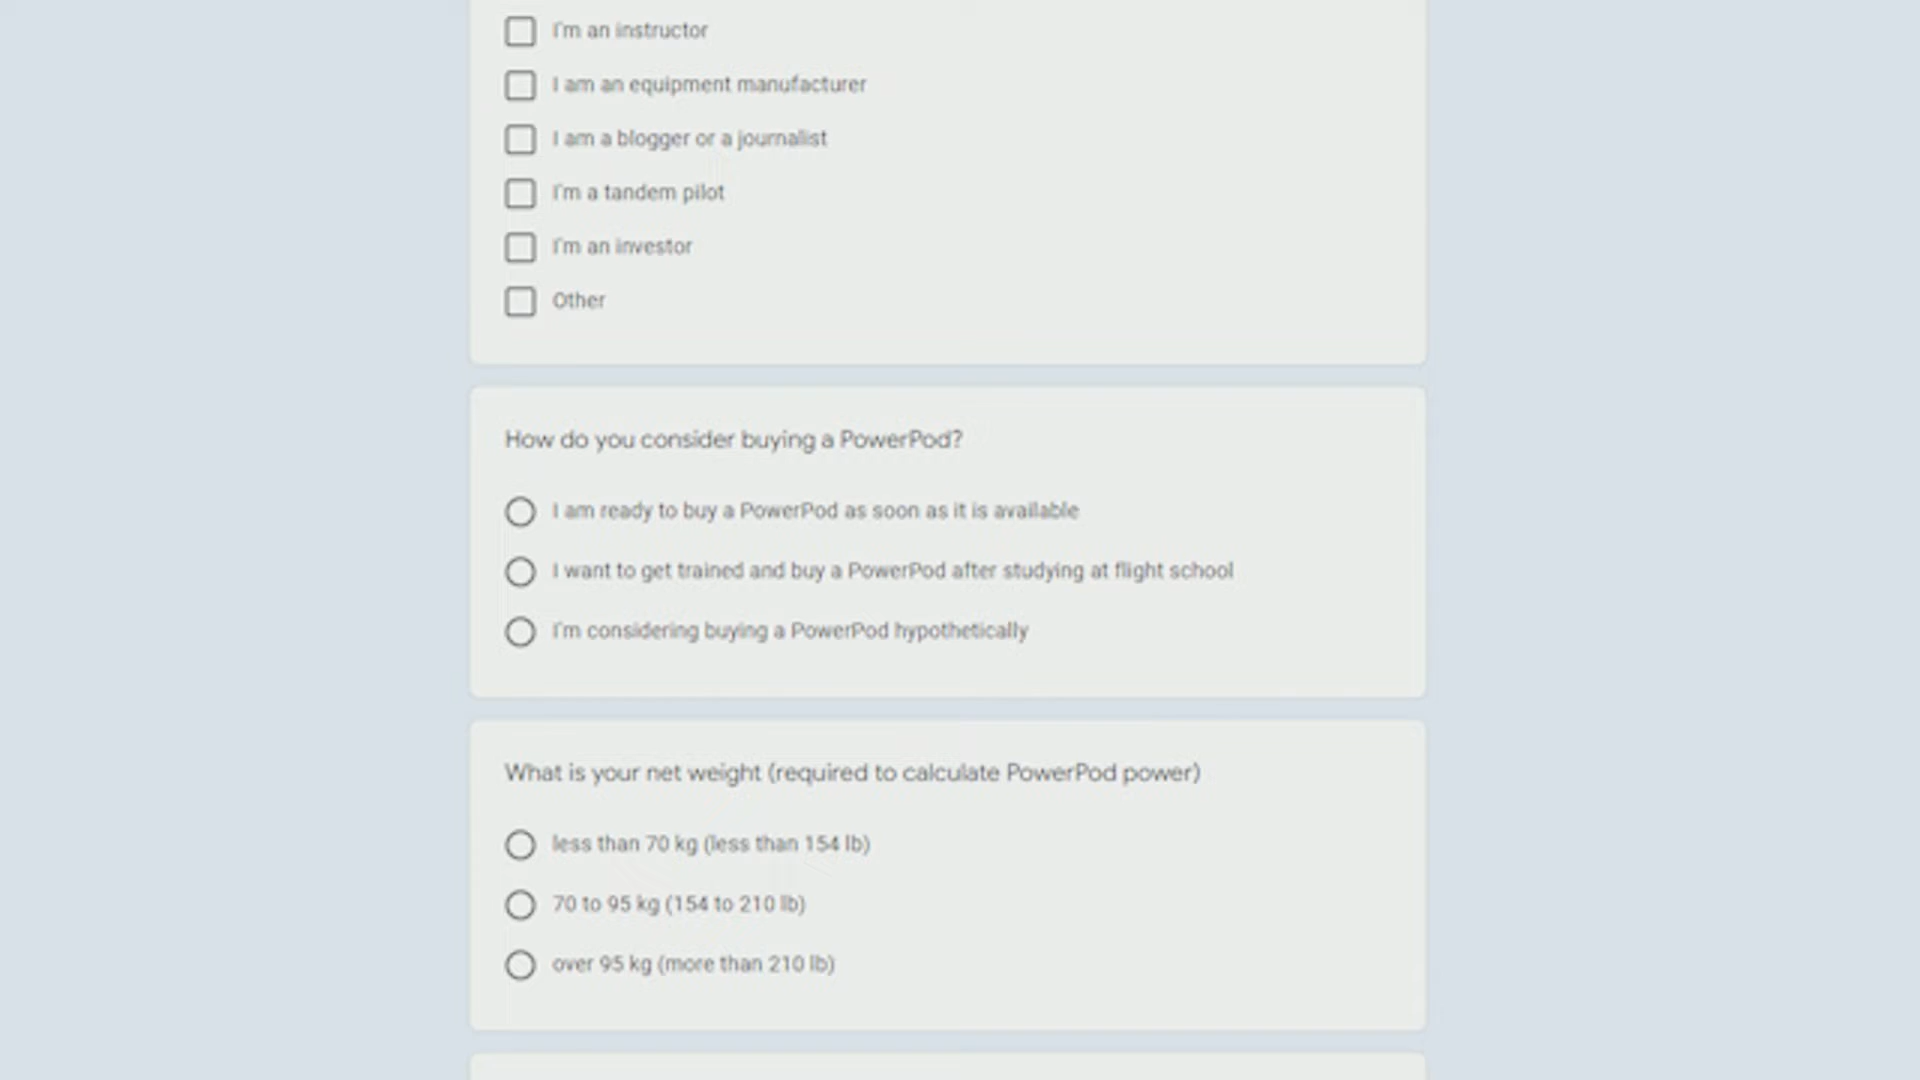 I'm an instructor
I am an equipment manufacturer
I am a blogger or a journalist
I'm a tandem pilot
I'm an investor
Other
How do you consider buying a PowerPod?
I am ready to buy a PowerPod as soon as it is available
I want to get trained and buy a PowerPod after studying at flight school
I'm considering buying a PowerPod hypothetically
What is your net weight (required to calculate PowerPod power)
less than 70 kg (less than 154 lb)
70 to 95 kg (154 to 210 lb)
over 95 kg (more than 210 lb)